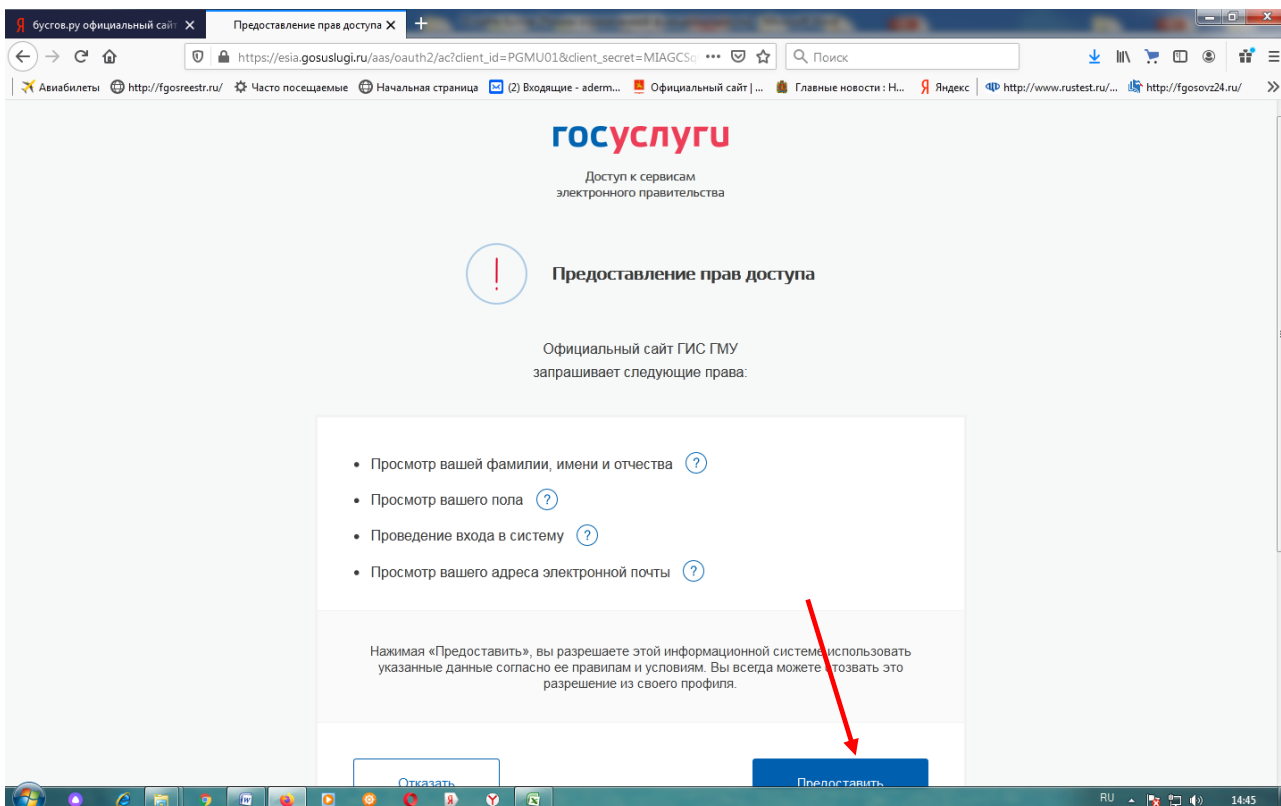 Я бусгов.ру официальный сайт
Предоставление прав доступа
https://esia.gosuslugi.ru/aas/oauth2/ac?client_id=PGMU01&client_secret=MIAGCSq
Поиск
Авиабилеты
http://fgosreestr.ru/
Часто посещаемые
Начальная страница
(2) Входящие - aderm...
Официальный сайт | ...
Главные новости : Н...
Я Яндекс
http://www.rustest.ru/...
http://fgosovz24.ru/
госуслуги
Доступ к сервисам
электронного правительства
Предоставление прав доступа
Официальный сайт ГИС ГМУ
запрашивает следующие права:
• Просмотр вашей фамилии, имени и отчества ?
• Просмотр вашего пола ?
• Проведение входа в систему ?
• Просмотр вашего адреса электронной почты ?
Нажимая «Предоставить», вы разрешаете этой информационной системе использовать
указанные данные согласно ее правилам и условиям. Вы всегда можете отозвать это
разрешение из своего профиля.
Отказать
Предоставить
RU
14:45